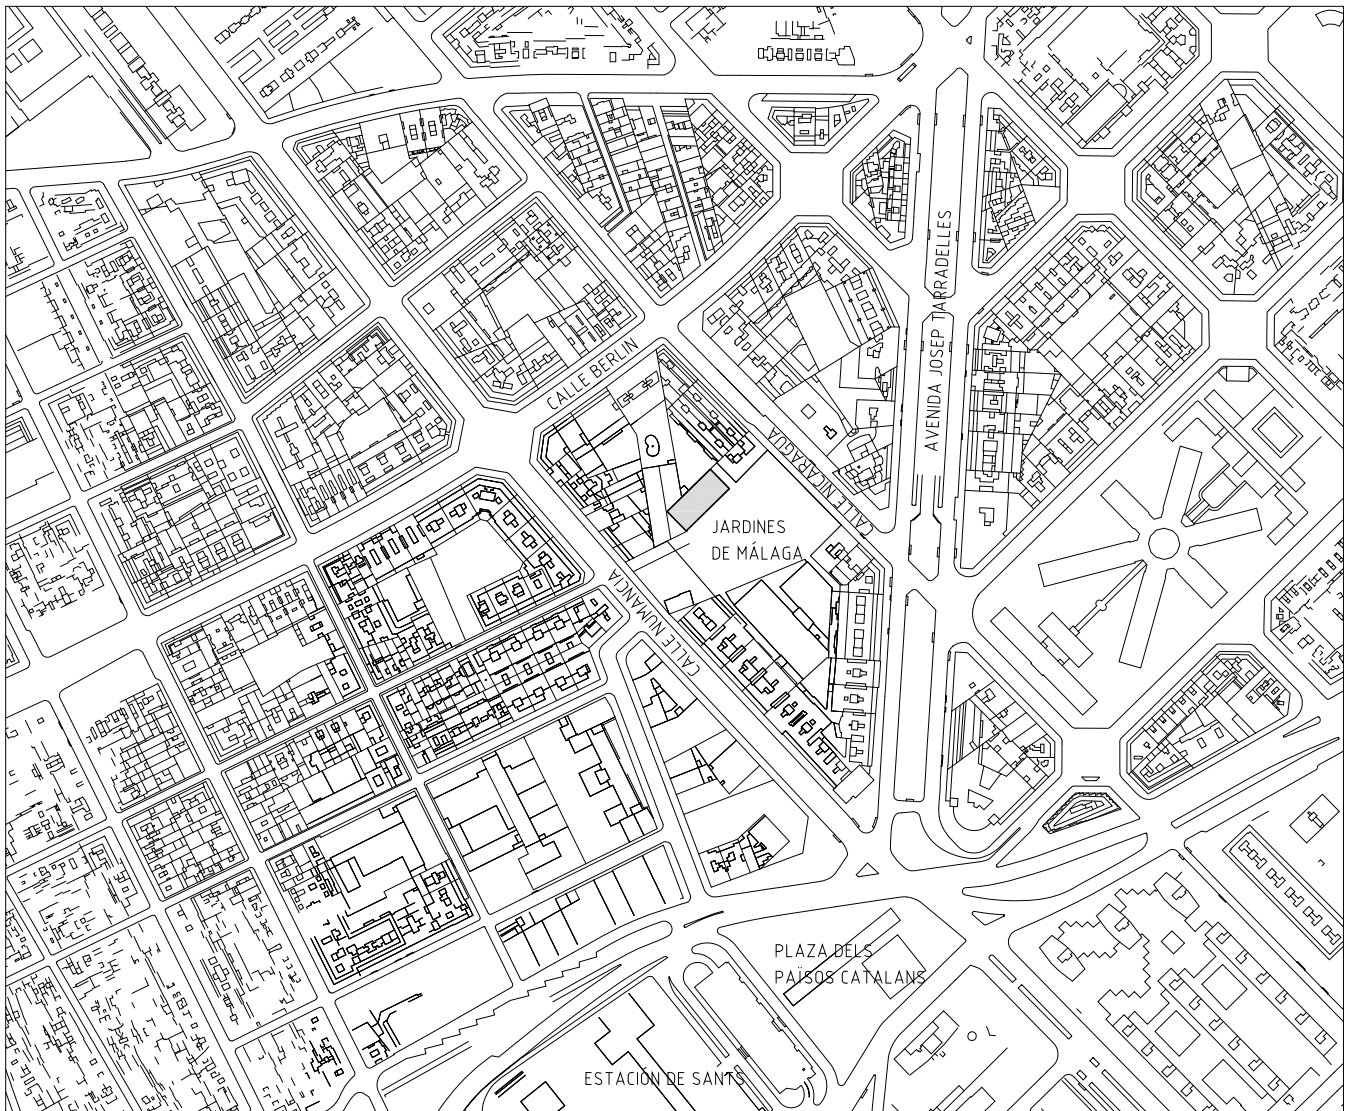 AVENIDA JOSEP TARRADELLES
CALLE BERLIN
CALLE NICARAGUA
JARDINES
DE MÁLAGA
CALLE NUMANCIA
PLAZA DELS
PAÏSOS CATALANS
ESTACIÓN DE SANTS